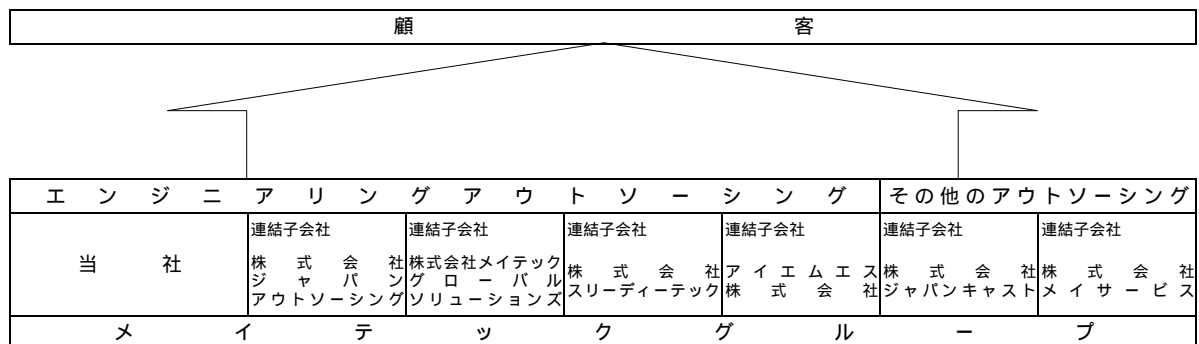 顧客
エンジニアリングアウトソーシング
その他のアウトソーシング
当社
連結子会社
株式会社
ジャパン
アウトソーシング
連結子会社
株式会社メイテック
グローバル
ソリューションズ
連結子会社
株式会社
スリーディーテック
連結子会社
アイエムエス
株式会社
連結子会社
株式会社
ジャパンキャスト
連結子会社
株式会社
メイサービス
メイテックグループ